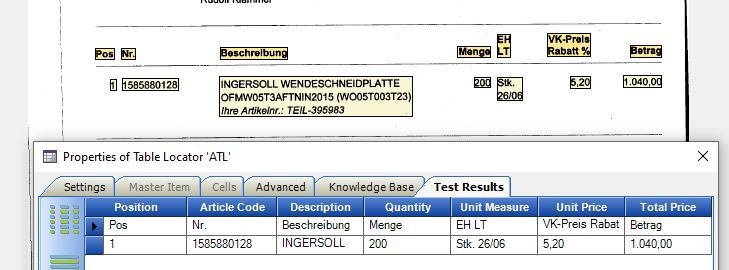 Rudolf Klammer
EH VK-Preis
Pos Nr. Beschreibung Menge LT Rabatt % Betrag
1 1585880128 INGERSOLL WENDESCHNEIDPLATTE 200 Stk. 5,20 1.040,00
OFMW05T3AFTNIN2015 (WO05T003T23) 26/06
Ihre Artikelnr.: TEIL-395983
Properties of Table Locator 'ATL'
Settings Master Item Cells Advanced Knowledge Base Test Results
Position Article Code Description Quantity Unit Measure Unit Price Total Price
Pos Nr. Beschreibung Menge EH LT VK-Preis Rabat Betrag
1 1585880128 INGERSOLL 200 Stk. 26/06 5,20 1.040,00